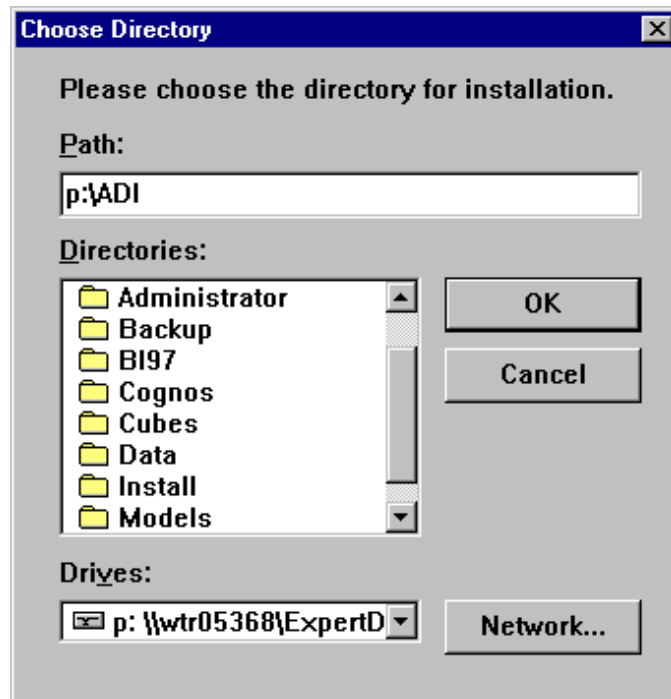 Choose Directory
Please choose the directory for installation.
Path:
p:\ADI
Directories:
Administrator
Backup
BI97
Cognos
Cubes
Data
Install
Models
OK
Cancel
Drives:
p: \\wtr05368\ExpertD
Network...